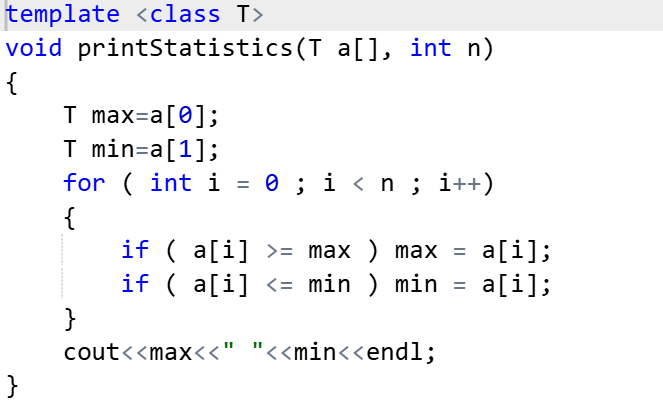 template <class T>
void printStatistics(T a[], int n)
{
    T max=a[0];
    T min=a[1];
    for ( int i = 0 ; i < n ; i++)
    {
        if ( a[i] >= max ) max = a[i];
        if ( a[i] <= min ) min = a[i];
    }
    cout<<max<<" "<<min<<endl;
}